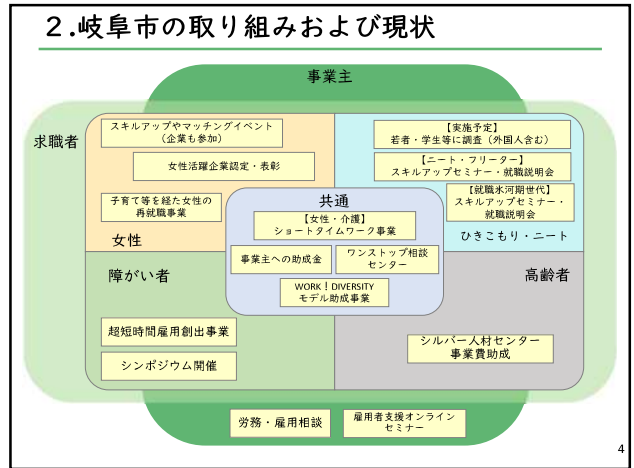 2.岐阜市の取り組みおよび現状
事業主
求職者
スキルアップやマッチングイベント
(企業も参加)
女性活躍企業認定・表彰
子育て等を経た女性の
再就職事業
女性
【実施予定】
若者・学生等に調査(外国人含む)
【ニート・フリーター】
スキルアップセミナー・就職説明会
【就職氷河期世代】
スキルアップセミナー・
就職説明会
ひきこもり・ニート
共通
【女性・介護】
ショートタイムワーク事業
事業主への助成金
ワンストップ相談
センター
WORK!DIVERSITY
モデル助成事業
障がい者
超短時間雇用創出事業
シンポジウム開催
高齢者
シルバー人材センター
事業費助成
労務・雇用相談
雇用者支援オンライン
セミナー
4